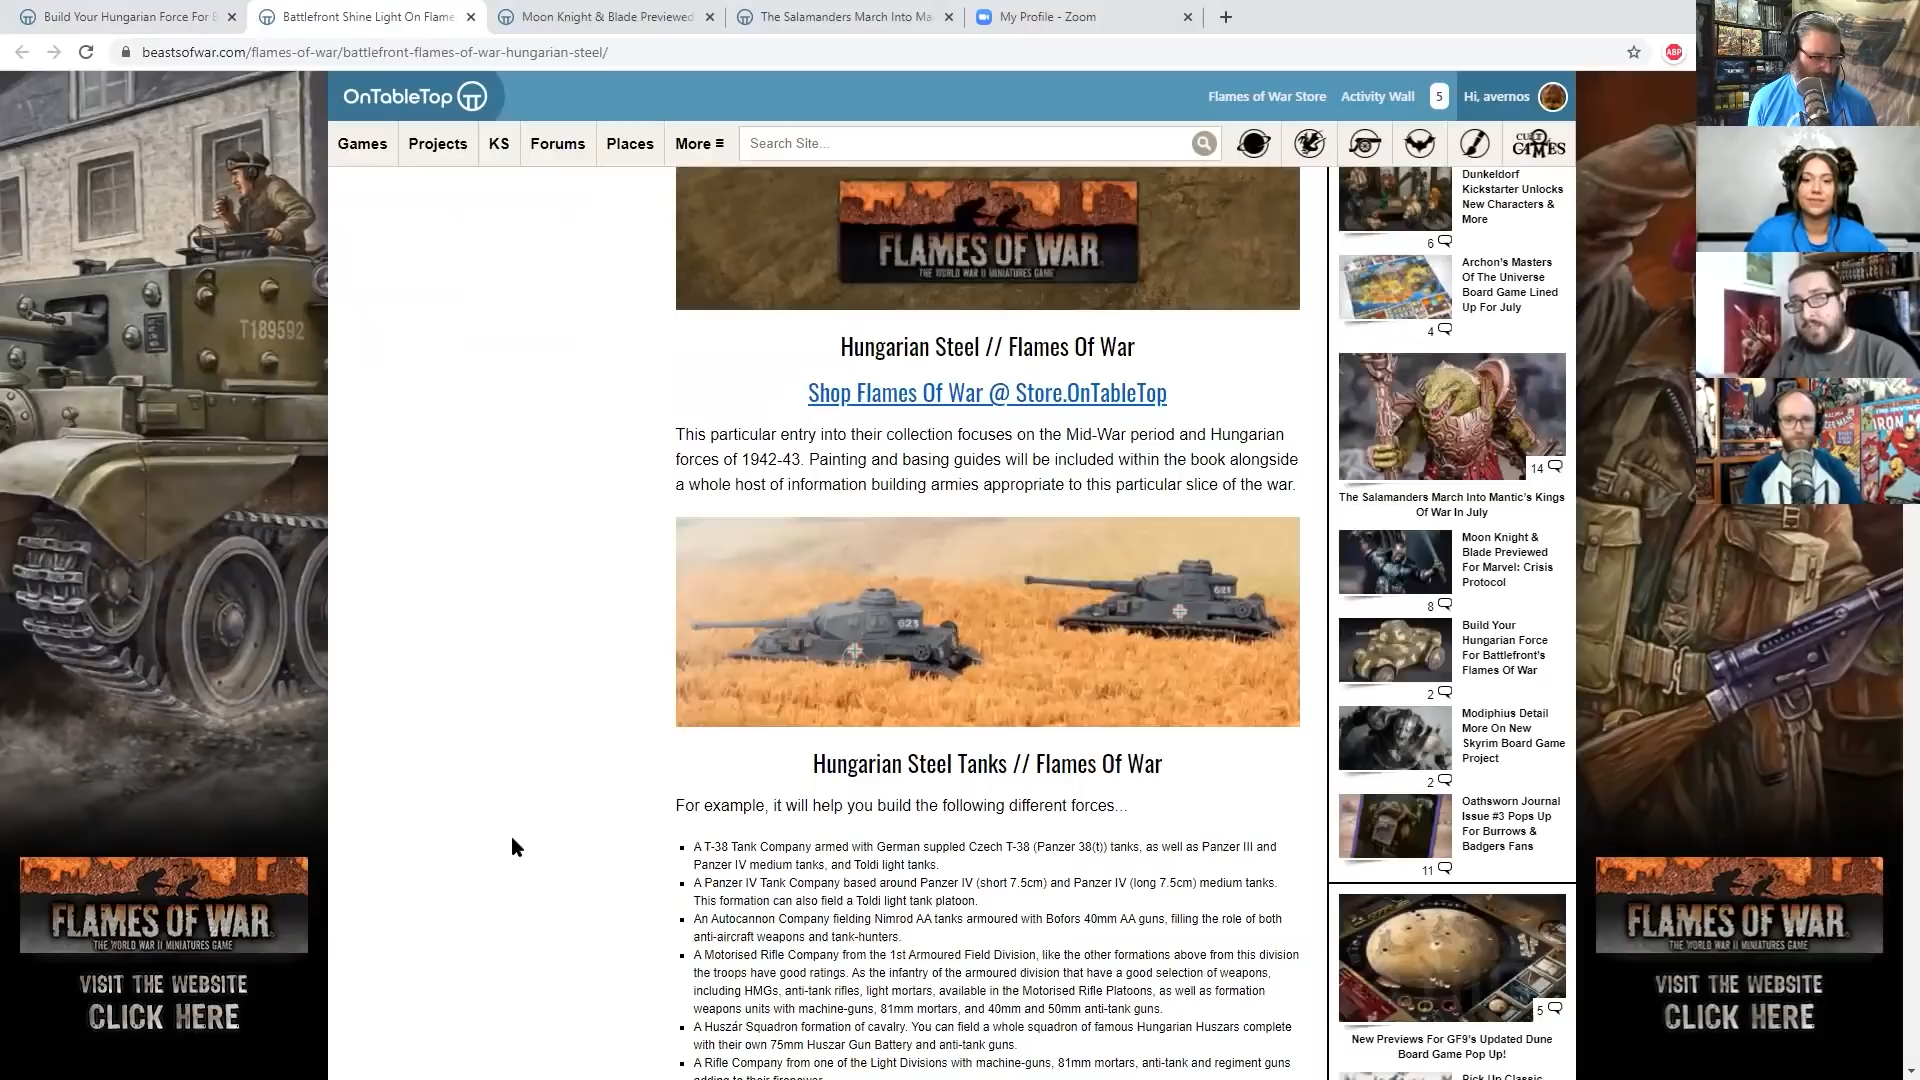 Build Your Hungarian Force For B
Battlefront Shine Light On Flame
Moon Knight & Blade Previewed
The Salamanders March Into Ma
My Profile - Zoom
beastsofwar.com/flames-of-war/battlefront-flames-of-war-hungarian-steel/
ABP
OnTableTop
Flames of War Store
Activity Wall
5
Hi, avernos
Games
Projects
KS
Forums
Places
More ≡
Search Site...
CULT OF GAMES
T189592
FLAMES OF WAR
THE WORLD WAR II MINIATURES GAME
Hungarian Steel // Flames Of War
Shop Flames Of War @ Store.OnTableTop
This particular entry into their collection focuses on the Mid-War period and Hungarian
forces of 1942-43. Painting and basing guides will be included within the book alongside
a whole host of information building armies appropriate to this particular slice of the war.
623
621
Hungarian Steel Tanks // Flames Of War
For example, it will help you build the following different forces...
▪ A T-38 Tank Company armed with German suppled Czech T-38 (Panzer 38(t)) tanks, as well as Panzer III and
Panzer IV medium tanks, and Toldi light tanks.
▪ A Panzer IV Tank Company based around Panzer IV (short 7.5cm) and Panzer IV (long 7.5cm) medium tanks.
This formation can also field a Toldi light tank platoon.
▪ An Autocannon Company fielding Nimrod AA tanks armoured with Bofors 40mm AA guns, filling the role of both
anti-aircraft weapons and tank-hunters.
▪ A Motorised Rifle Company from the 1st Armoured Field Division, like the other formations above from this division
the troops have good ratings. As the infantry of the armoured division that have a good selection of weapons,
including HMGs, anti-tank rifles, light mortars, available in the Motorised Rifle Platoons, as well as formation
weapons units with machine-guns, 81mm mortars, and 40mm and 50mm anti-tank guns.
▪ A Huszár Squadron formation of cavalry. You can field a whole squadron of famous Hungarian Huszars complete
with their own 75mm Huszar Gun Battery and anti-tank guns.
▪ A Rifle Company from one of the Light Divisions with machine-guns, 81mm mortars, anti-tank and regiment guns
adding to their firepower
Dunkeldorf
Kickstarter Unlocks
New Characters &
More
6
Archon's Masters
Of The Universe
Board Game Lined
Up For July
4
14
The Salamanders March Into Mantic's Kings
Of War In July
Moon Knight &
Blade Previewed
For Marvel: Crisis
Protocol
8
Build Your
Hungarian Force
For Battlefront's
Flames Of War
2
Modiphius Detail
More On New
Skyrim Board Game
Project
2
Oathsworn Journal
Issue #3 Pops Up
For Burrows &
Badgers Fans
11
5
New Previews For GF9's Updated Dune
Board Game Pop Up!
Pick Up Classic
FLAMES OF WAR
THE WORLD WAR II MINIATURES GAME
VISIT THE WEBSITE
CLICK HERE
FLAMES OF WAR
THE WORLD WAR II MINIATURES GAME
VISIT THE WEBSITE
CLICK HERE
IRON M